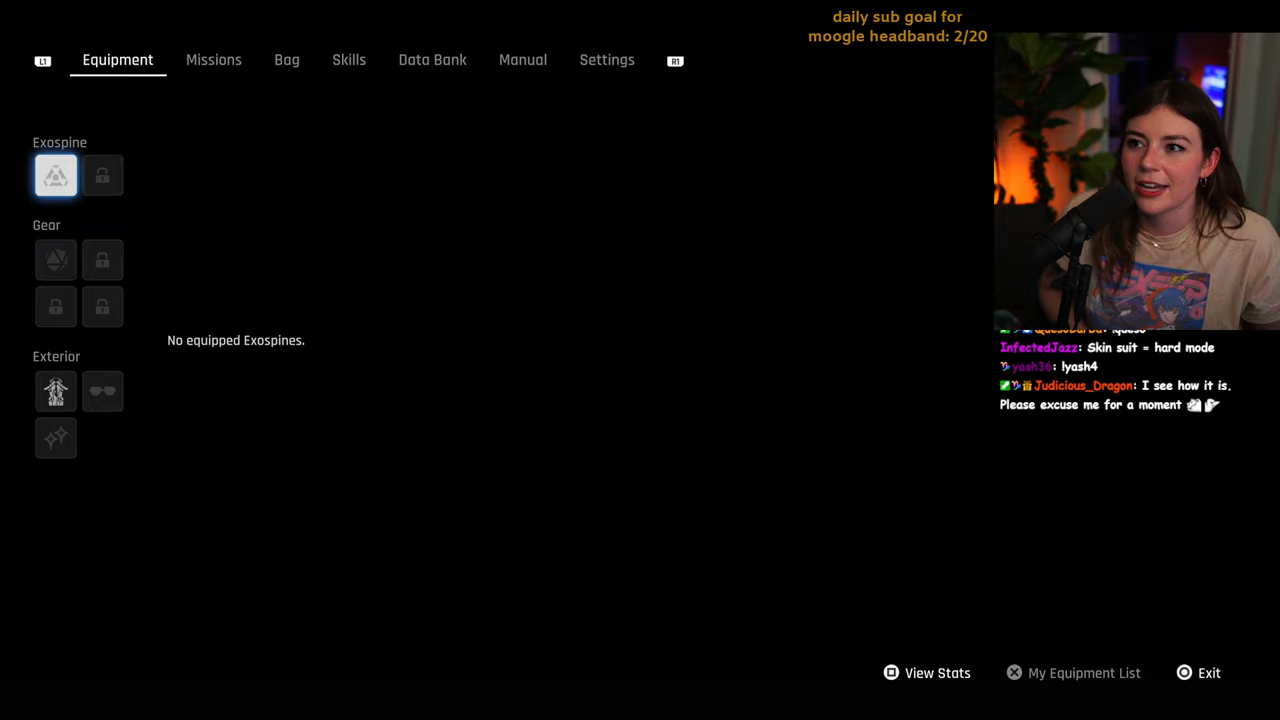 daily sub goal for
moogle headband: 2/20
L1 Equipment Missions Bag Skills Data Bank Manual Settings R1
Exospine
Gear
Exterior
No equipped Exospines.
InfectedJazz: Skin suit = hard mode
yash36: !yash4
Judicious_Dragon: I see how it is.
Please excuse me for a moment
View Stats My Equipment List Exit